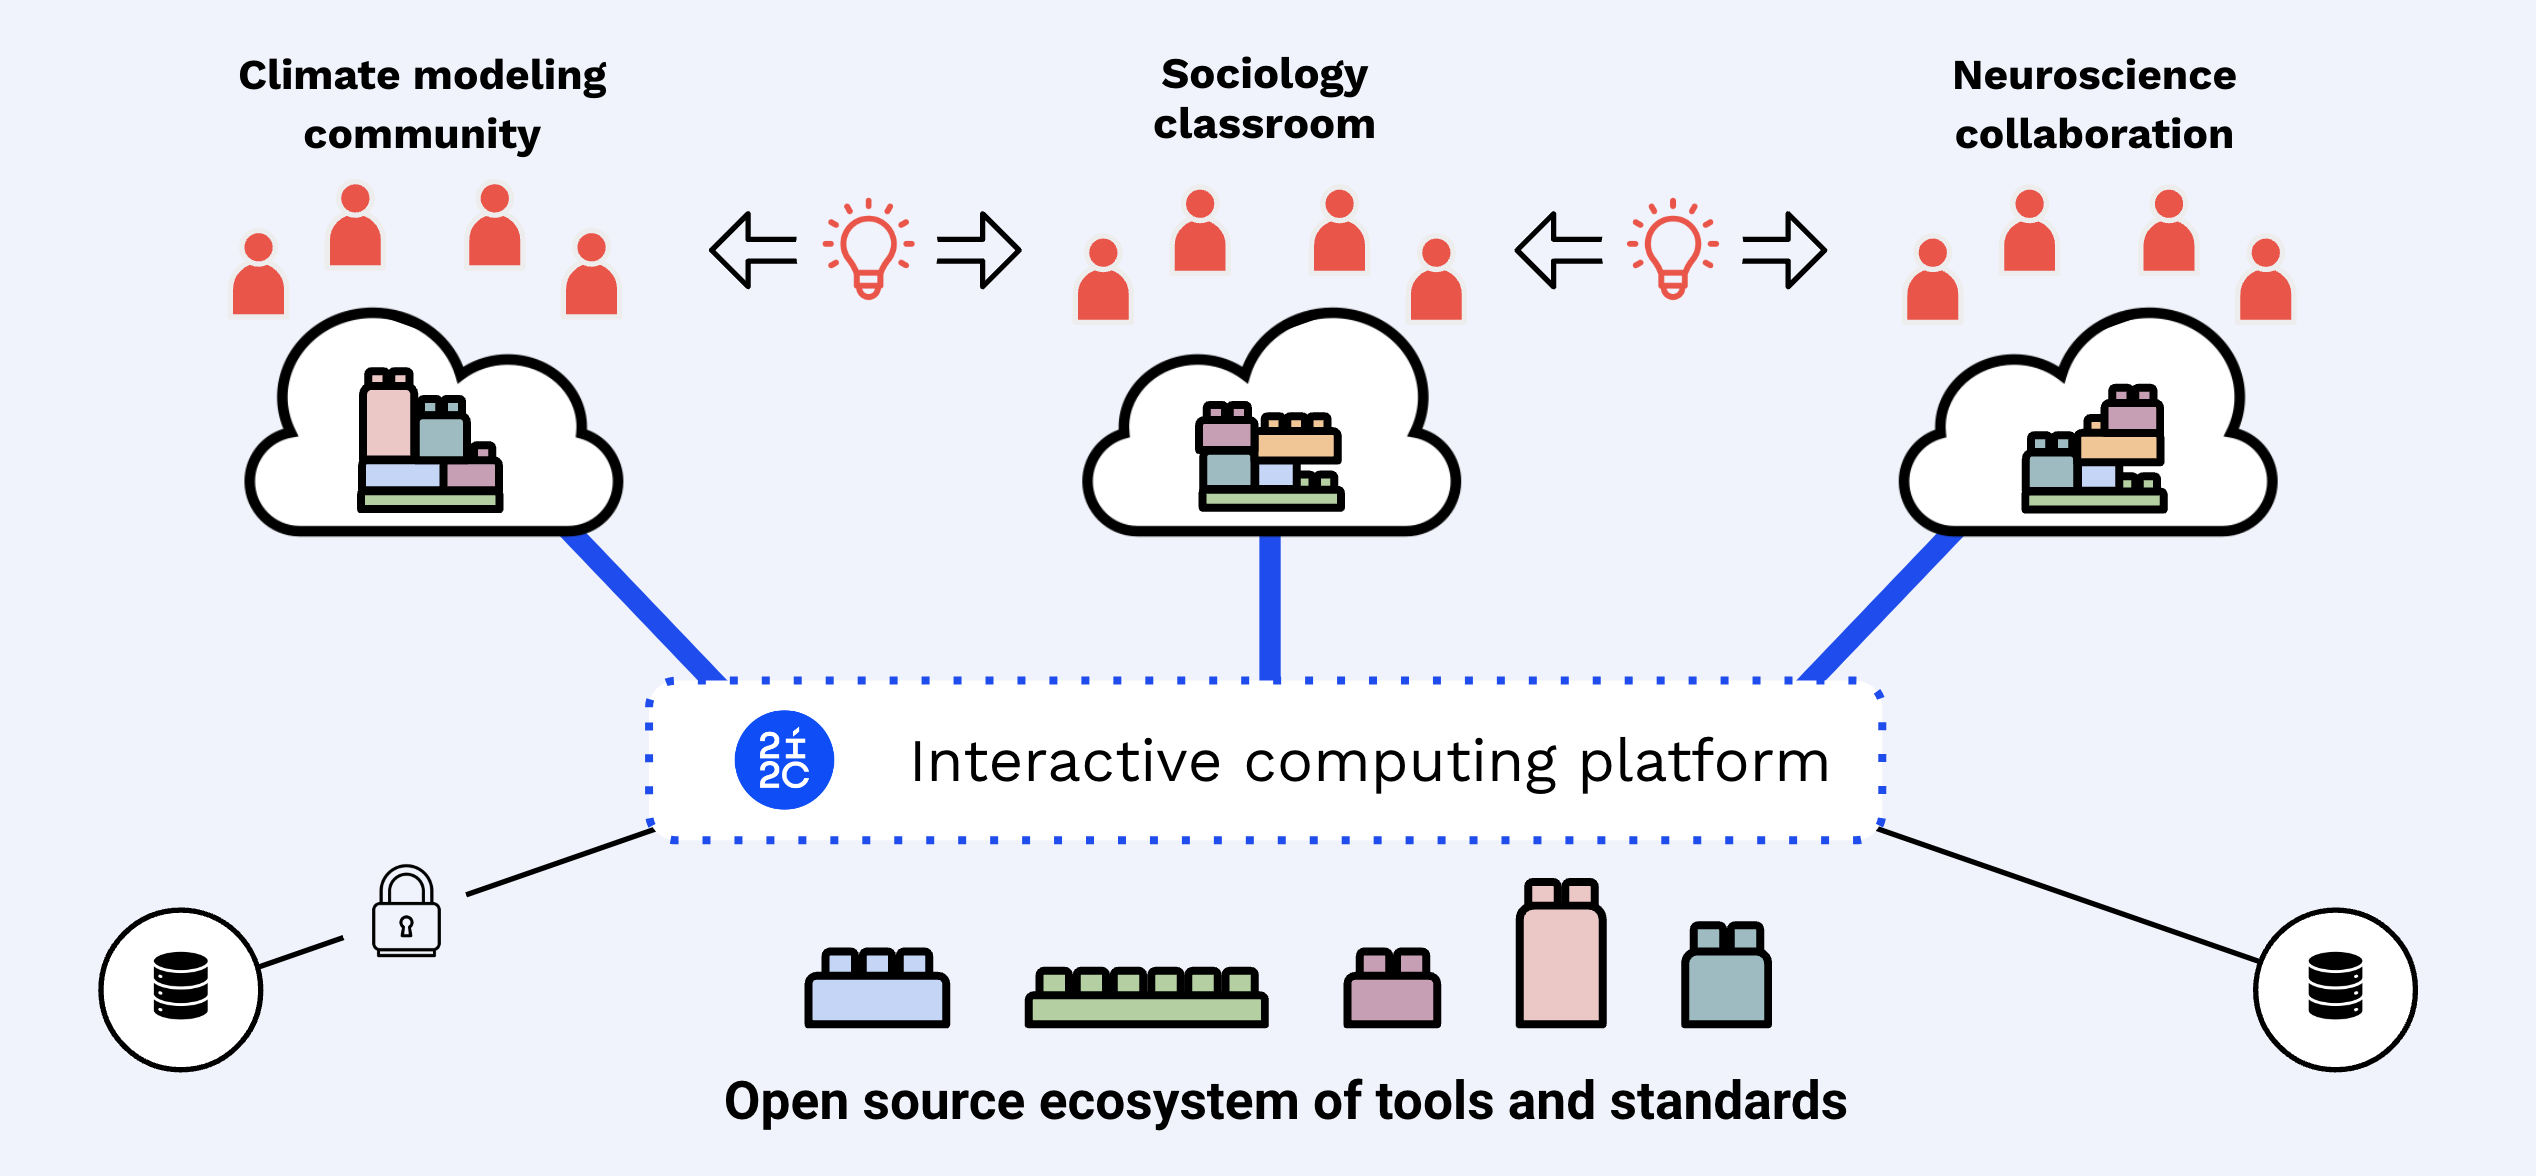 Climate modeling
community
Sociology
classroom
Neuroscience
collaboration
2i
2C
Interactive computing platform
Open source ecosystem of tools and standards